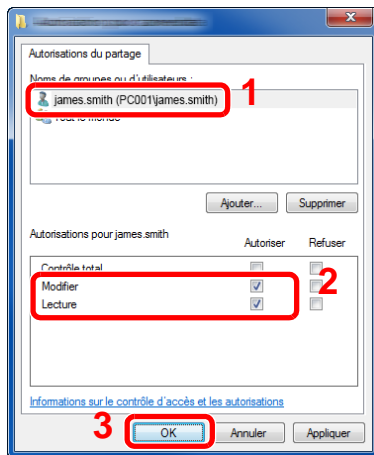 Autorisations du partage
Noms de groupes ou d'utilisateurs :
1
james.smith (PC001\james.smith)
Tout le monde
Ajouter...
Supprimer
Autorisations pour james.smith
Autoriser
Refuser
Contrôle total
2
Modifier
Lecture
Informations sur le contrôle d'accès et les autorisations
3
OK
Annuler
Appliquer